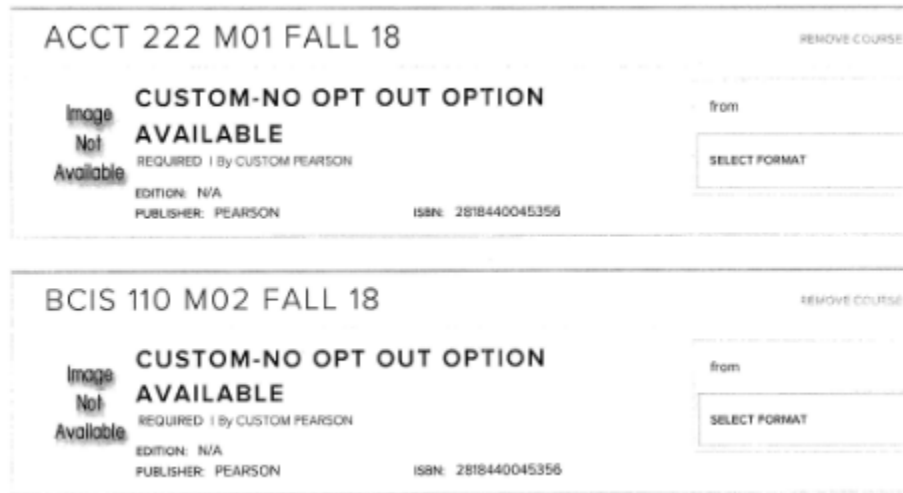 ACCT 222 M01 FALL 18
REMOVE COURSE
Image
Not
Available
CUSTOM-NO OPT OUT OPTION
AVAILABLE
REQUIRED | By CUSTOM PEARSON
EDITION: N/A
PUBLISHER: PEARSON ISBN: 2818440045356
from
SELECT FORMAT
BCIS 110 M02 FALL 18
REMOVE COURSE
Image
Not
Available
CUSTOM-NO OPT OUT OPTION
AVAILABLE
REQUIRED | By CUSTOM PEARSON
EDITION: N/A
PUBLISHER: PEARSON ISBN: 2818440045356
from
SELECT FORMAT